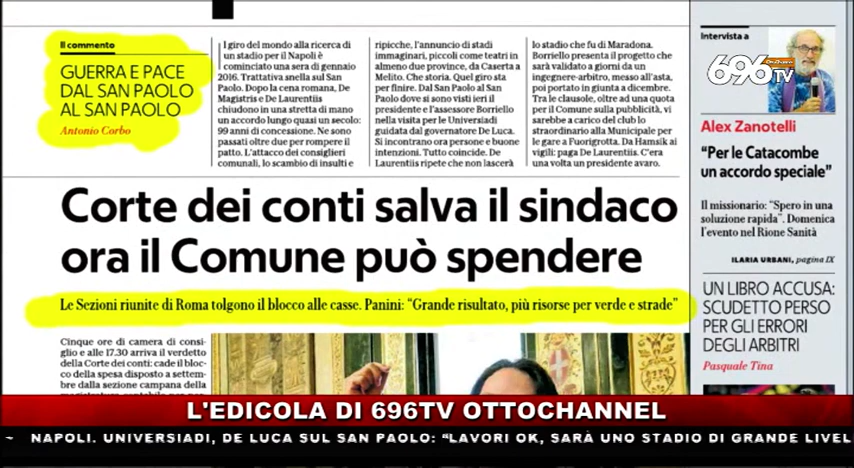 Il commento
GUERRA E PACE
DAL SAN PAOLO
AL SAN PAOLO
Antonio Corbo
l giro del mondo alla ricerca di
un stadio per il Napoli è
cominciato una sera di gennaio
2016. Trattativa snella sul San
Paolo. Dopo la cena romana, De
Magistris e De Laurentiis
chiudono in una stretta di mano
un accordo lungo quasi un secolo:
99 anni di concessione. Ne sono
passati oltre due per rompere il
patto. L'attacco dei consiglieri
comunali, lo scambio di insulti e
ripicche, l'annuncio di stadi
immaginari, piccoli come teatri in
almeno due province, da Caserta
a Melito. Che storia. Quel giro sta
per finire. Dal San Paolo al San
Paolo dove si sono visti ieri il
presidente e l'assessore Borriello
nella visita per le Universiadi
guidata dal governatore De Luca.
Si incontrano ora persone e buone
intenzioni. Tutto coincide. De
Laurentiis ripete che non lascerà
lo stadio che fu di Maradona.
Borriello presenta il progetto che
sarà validato a giorni da un
ingegnere-arbitro, messo all'asta,
poi portato in giunta a dicembre.
Tra le clausole, oltre ad una quota
per il Comune sulla pubblicità, vi
sarebbe a carico del club lo
straordinario alla Municipale per
le gare a Fuorigrotta. Da Hamsik ai
vigili: paga De Laurentiis. C'era
una volta un presidente avaro.
Intervista a
696
TV
Alex Zanotelli
“Per le Catacombe
un accordo speciale”
Il missionario: “Spero in una
soluzione rapida”. Domenica
l'evento nel Rione Sanità
ILARIA URBANI, pagina IX
UN LIBRO ACCUSA:
SCUDETTO PERSO
PER GLI ERRORI
DEGLI ARBITRI
Pasquale Tina
Corte dei conti salva il sindaco
ora il Comune può spendere
Le Sezioni riunite di Roma tolgono il blocco alle casse. Panini: “Grande risultato, più risorse per verde e strade”
Cinque ore di camera di consi-
glio e alle 17.30 arriva il verdetto
della Corte dei conti: cade il bloc-
co della spesa disposto a settem-
bre dalla sezione campana della
L'EDICOLA DI 696TV OTTOCHANNEL
~ NAPOLI. UNIVERSIADI, DE LUCA SUL SAN PAOLO: “LAVORI OK, SARÀ UNO STADIO DI GRANDE LIVEL